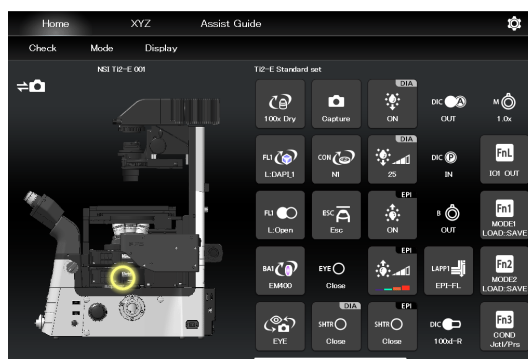 Home XYZ Assist Guide
Check Mode Display
NSI Ti2-E 001
Ti2-E Standard set
100x Dry
Capture
DIA
ON
DIC
OUT
M
1.0x
FL1
L:DAPI_1
CON
N1
DIA
25
DIC P
IN
FnL
IO1 OUT
FL1
L:Open
ESC
Esc
EPI
ON
B
OUT
Fn1
MODE1
LOAD:SAVE
BA1
EM400
EYE
Close
EPI
LAPP1
EPI-FL
Fn2
MODE2
LOAD:SAVE
EYE
DIA
SHTR
Close
EPI
SHTR
Close
DIC
100xI-R
Fn3
COND
Jctl/Prs